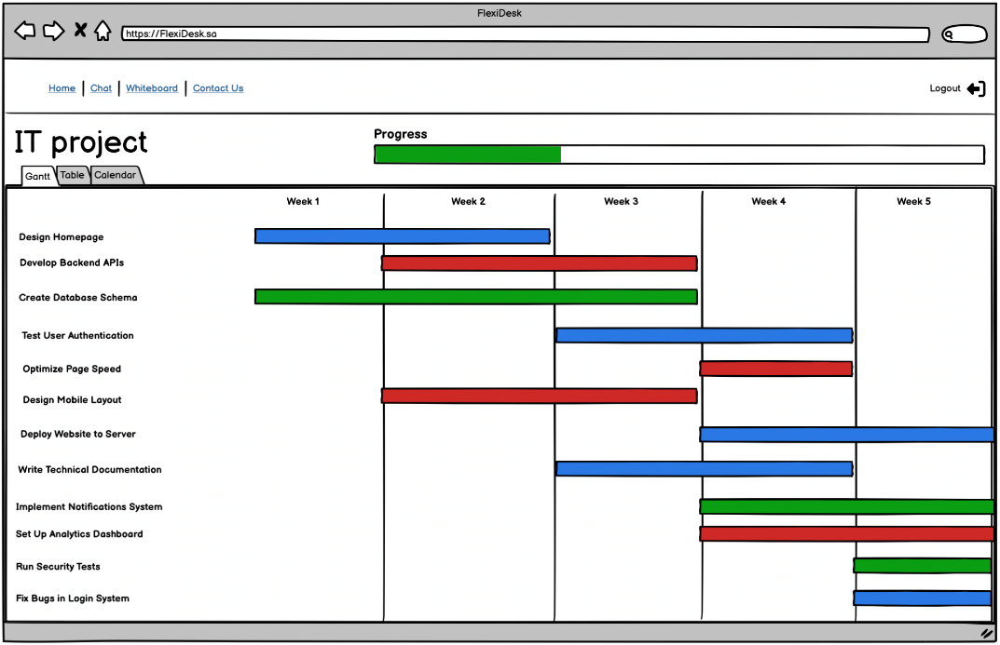 FlexiDesk
https://FlexiDesk.sa
Home Chat Whiteboard Contact Us Logout
IT project
Progress
Gantt Table Calendar
Week 1 Week 2 Week 3 Week 4 Week 5
Design Homepage
Develop Backend APIs
Create Database Schema
Test User Authentication
Optimize Page Speed
Design Mobile Layout
Deploy Website to Server
Write Technical Documentation
Implement Notifications System
Set Up Analytics Dashboard
Run Security Tests
Fix Bugs in Login System